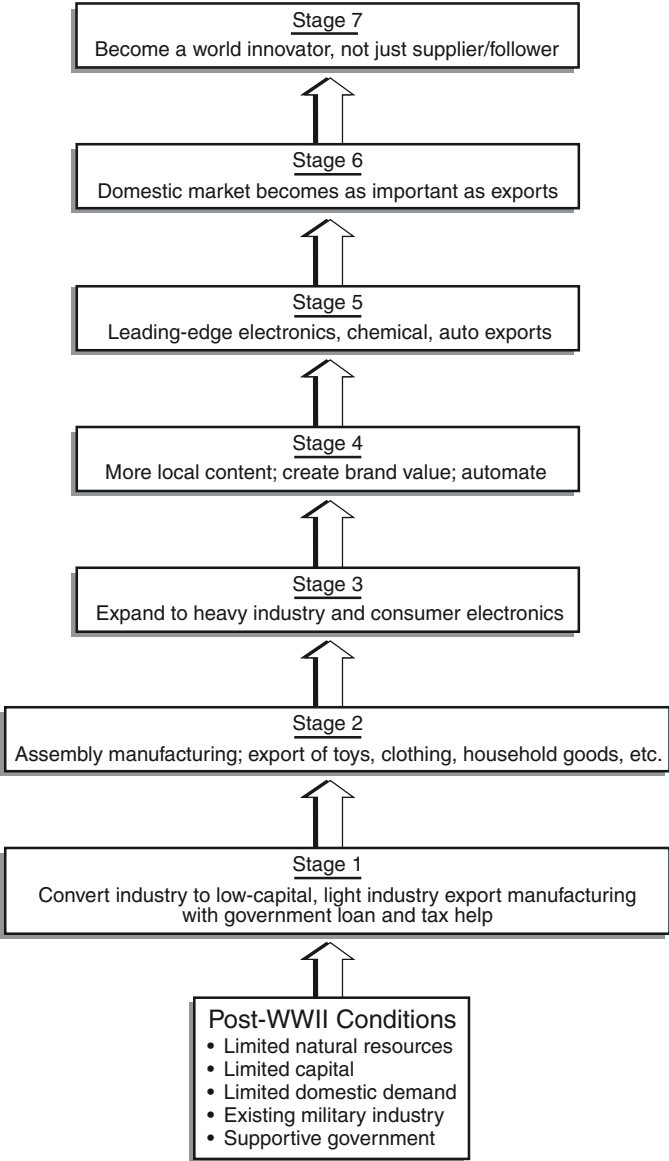 Stage 7
Become a world innovator, not just supplier/follower
Stage 6
Domestic market becomes as important as exports
Stage 5
Leading-edge electronics, chemical, auto exports
Stage 4
More local content; create brand value; automate
Stage 3
Expand to heavy industry and consumer electronics
Stage 2
Assembly manufacturing; export of toys, clothing, household goods, etc.
Stage 1
Convert industry to low-capital, light industry export manufacturing
with government loan and tax help
Post-WWII Conditions
• Limited natural resources
• Limited capital
• Limited domestic demand
• Existing military industry
• Supportive government